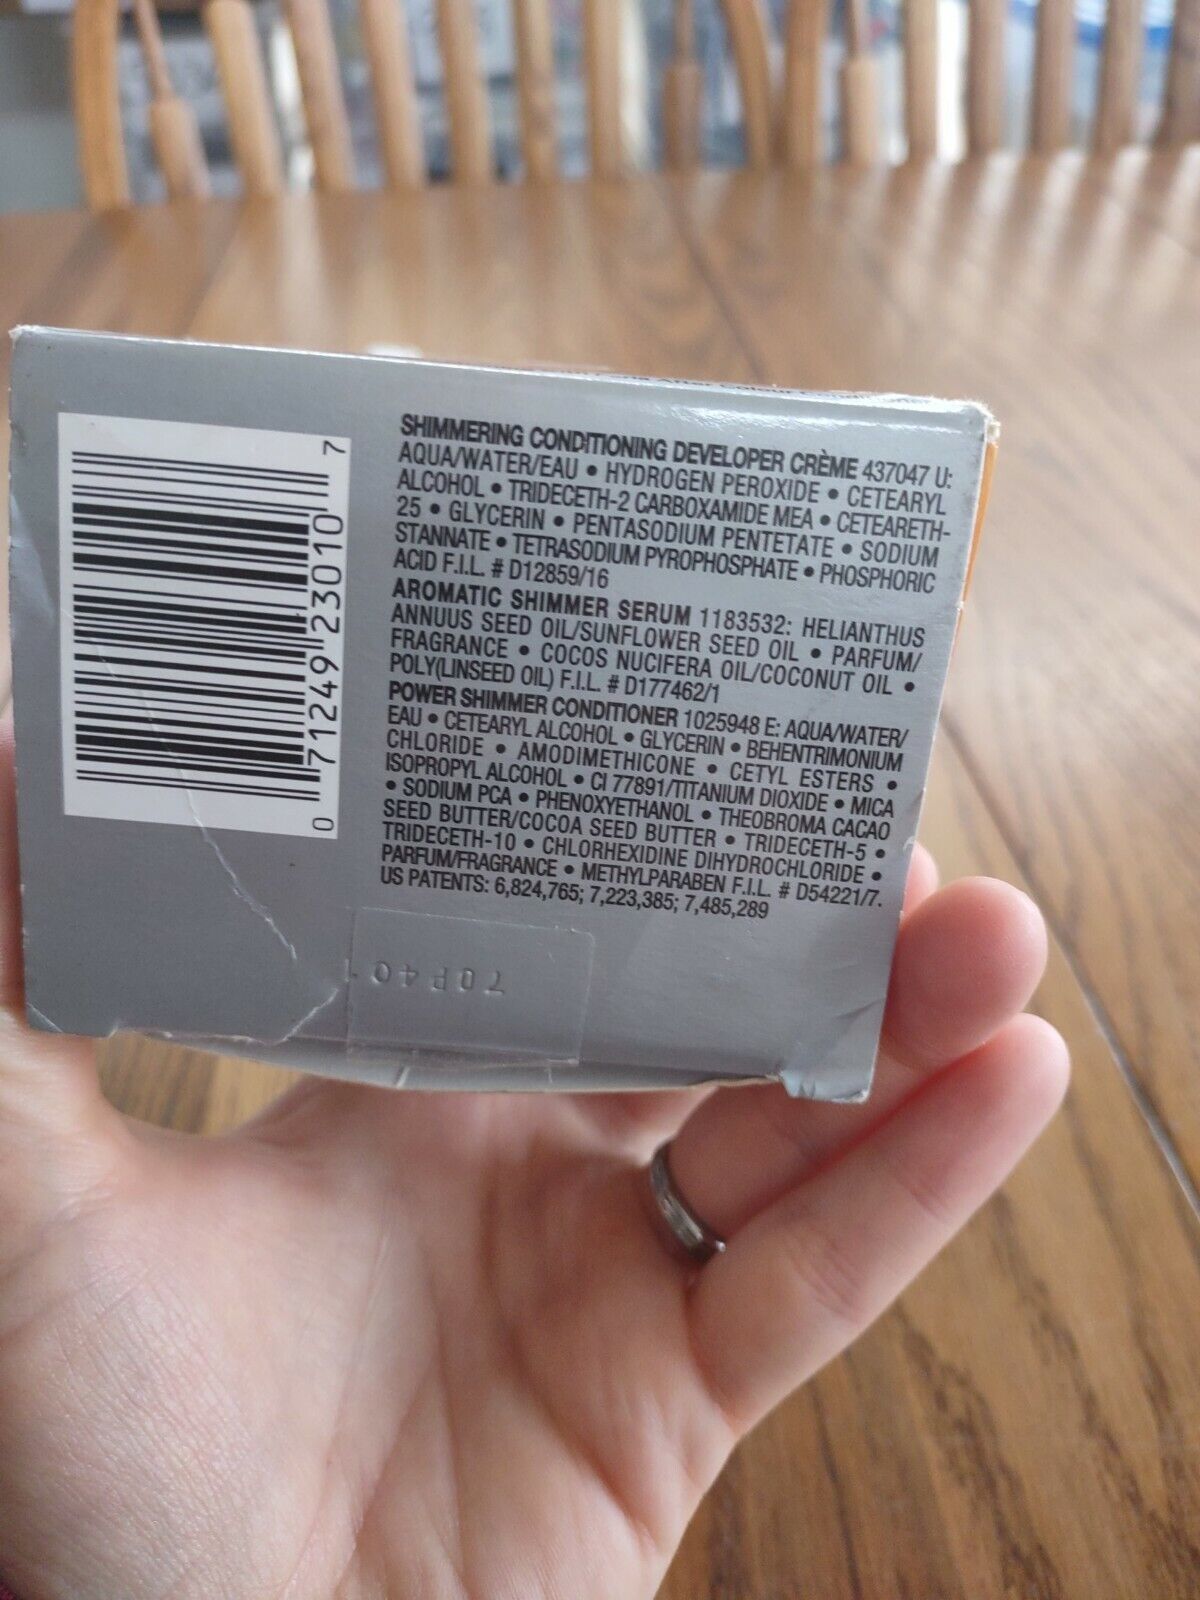 After Colour Conditioner
SHIMMERING CONDITIONING DEVELOPER CRÈME 437047 U:
AQUA/WATER/EAU • HYDROGEN PEROXIDE • CETEARYL
ALCOHOL • TRIDECETH-2 CARBOXAMIDE MEA • CETEARETH-
25 • GLYCERIN • PENTASODIUM PENTETATE • SODIUM
STANNATE • TETRASODIUM PYROPHOSPHATE • PHOSPHORIC
ACID F.I.L. # D12859/16
AROMATIC SHIMMER SERUM 1183532: HELIANTHUS
ANNUUS SEED OIL/SUNFLOWER SEED OIL • PARFUM/
FRAGRANCE • COCOS NUCIFERA OIL/COCONUT OIL •
POLY(LINSEED OIL) F.I.L. # D177462/1
POWER SHIMMER CONDITIONER 1025948 E: AQUA/WATER/
EAU • CETEARYL ALCOHOL • GLYCERIN • BEHENTRIMONIUM
CHLORIDE • AMODIMETHICONE • CETYL ESTERS •
ISOPROPYL ALCOHOL • CI 77891/TITANIUM DIOXIDE • MICA
• SODIUM PCA • PHENOXYETHANOL • THEOBROMA CACAO
SEED BUTTER/COCOA SEED BUTTER • TRIDECETH-5 •
TRIDECETH-10 • CHLORHEXIDINE DIHYDROCHLORIDE •
PARFUM/FRAGRANCE • METHYLPARABEN F.I.L. # D54221/7.
US PATENTS: 6,824,765; 7,223,385; 7,485,289
0 71249 23010 7